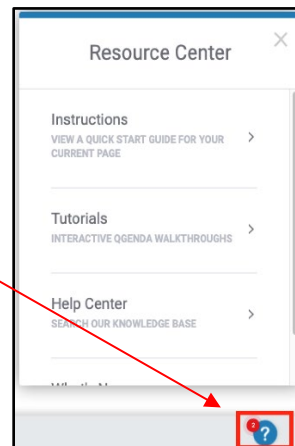 Resource Center
Instructions
VIEW A QUICK START GUIDE FOR YOUR
CURRENT PAGE
Tutorials
INTERACTIVE QGENDA WALKTHROUGHS
Help Center
SEARCH OUR KNOWLEDGE BASE
2
?